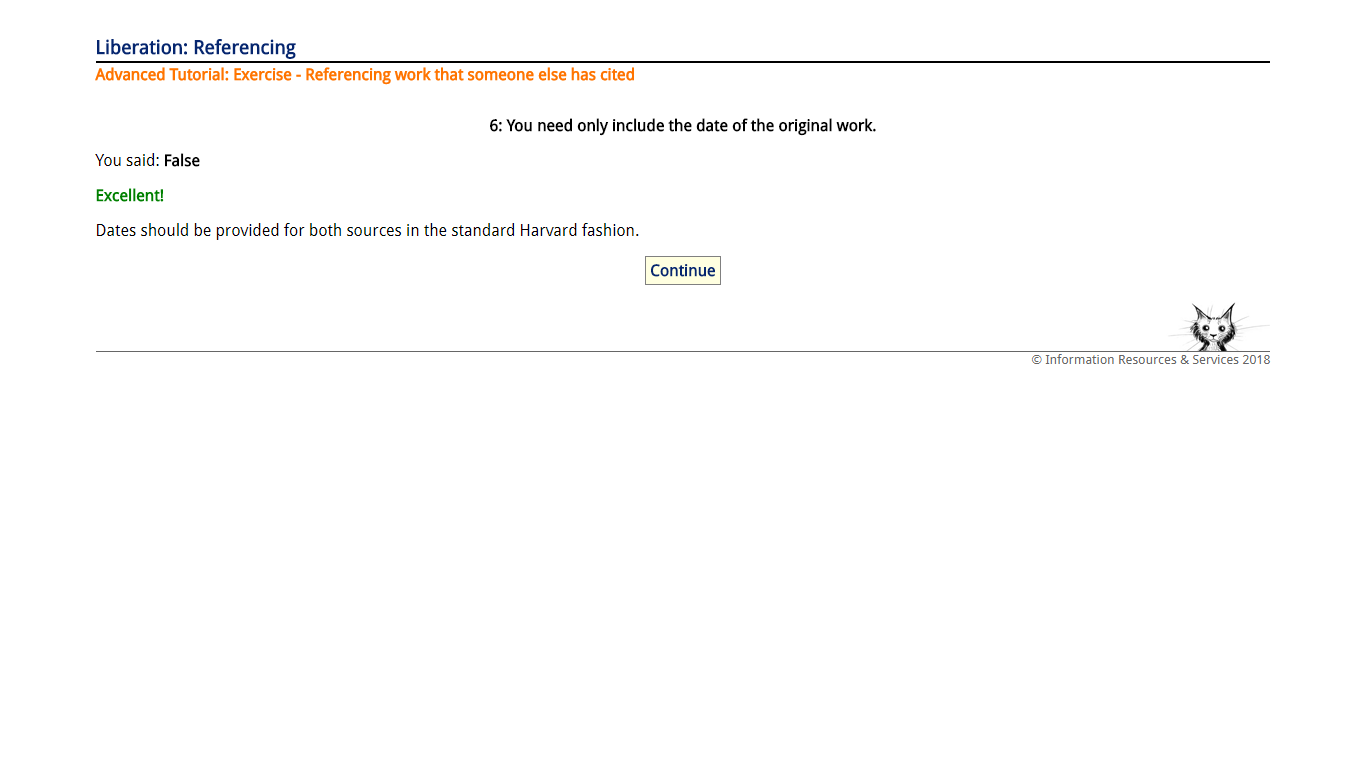 Liberation: Referencing
Advanced Tutorial: Exercise - Referencing work that someone else has cited
6: You need only include the date of the original work.
You said: False
Excellent!
Dates should be provided for both sources in the standard Harvard fashion.
Continue
© Information Resources & Services 2018